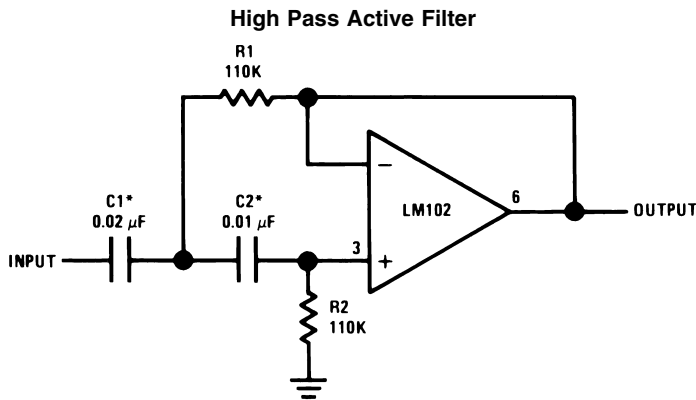 High Pass Active Filter
R1
110K
C1*
0.02 μF
C2*
0.01 μF
−
LM102
6
OUTPUT
INPUT
3
+
R2
110K